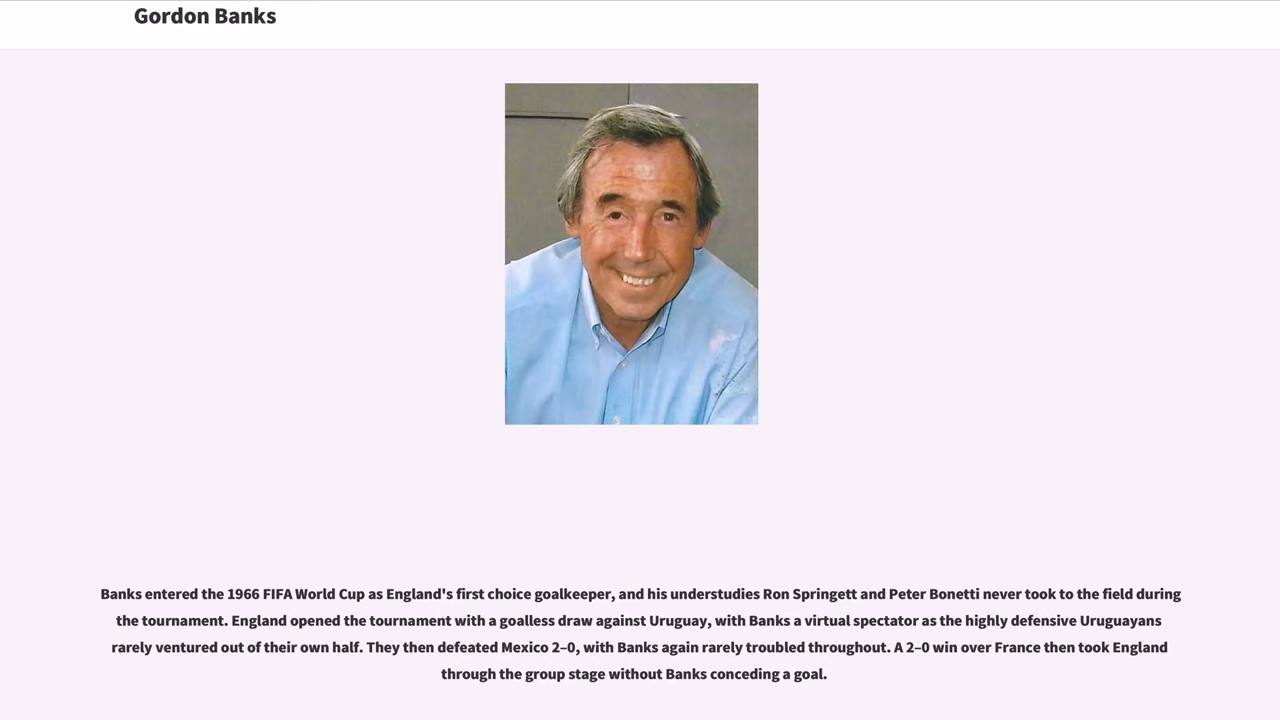 Gordon Banks
Banks entered the 1966 FIFA World Cup as England's first choice goalkeeper, and his understudies Ron Springett and Peter Bonetti never took to the field during
the tournament. England opened the tournament with a goalless draw against Uruguay, with Banks a virtual spectator as the highly defensive Uruguayans
rarely ventured out of their own half. They then defeated Mexico 2–0, with Banks again rarely troubled throughout. A 2–0 win over France then took England
through the group stage without Banks conceding a goal.